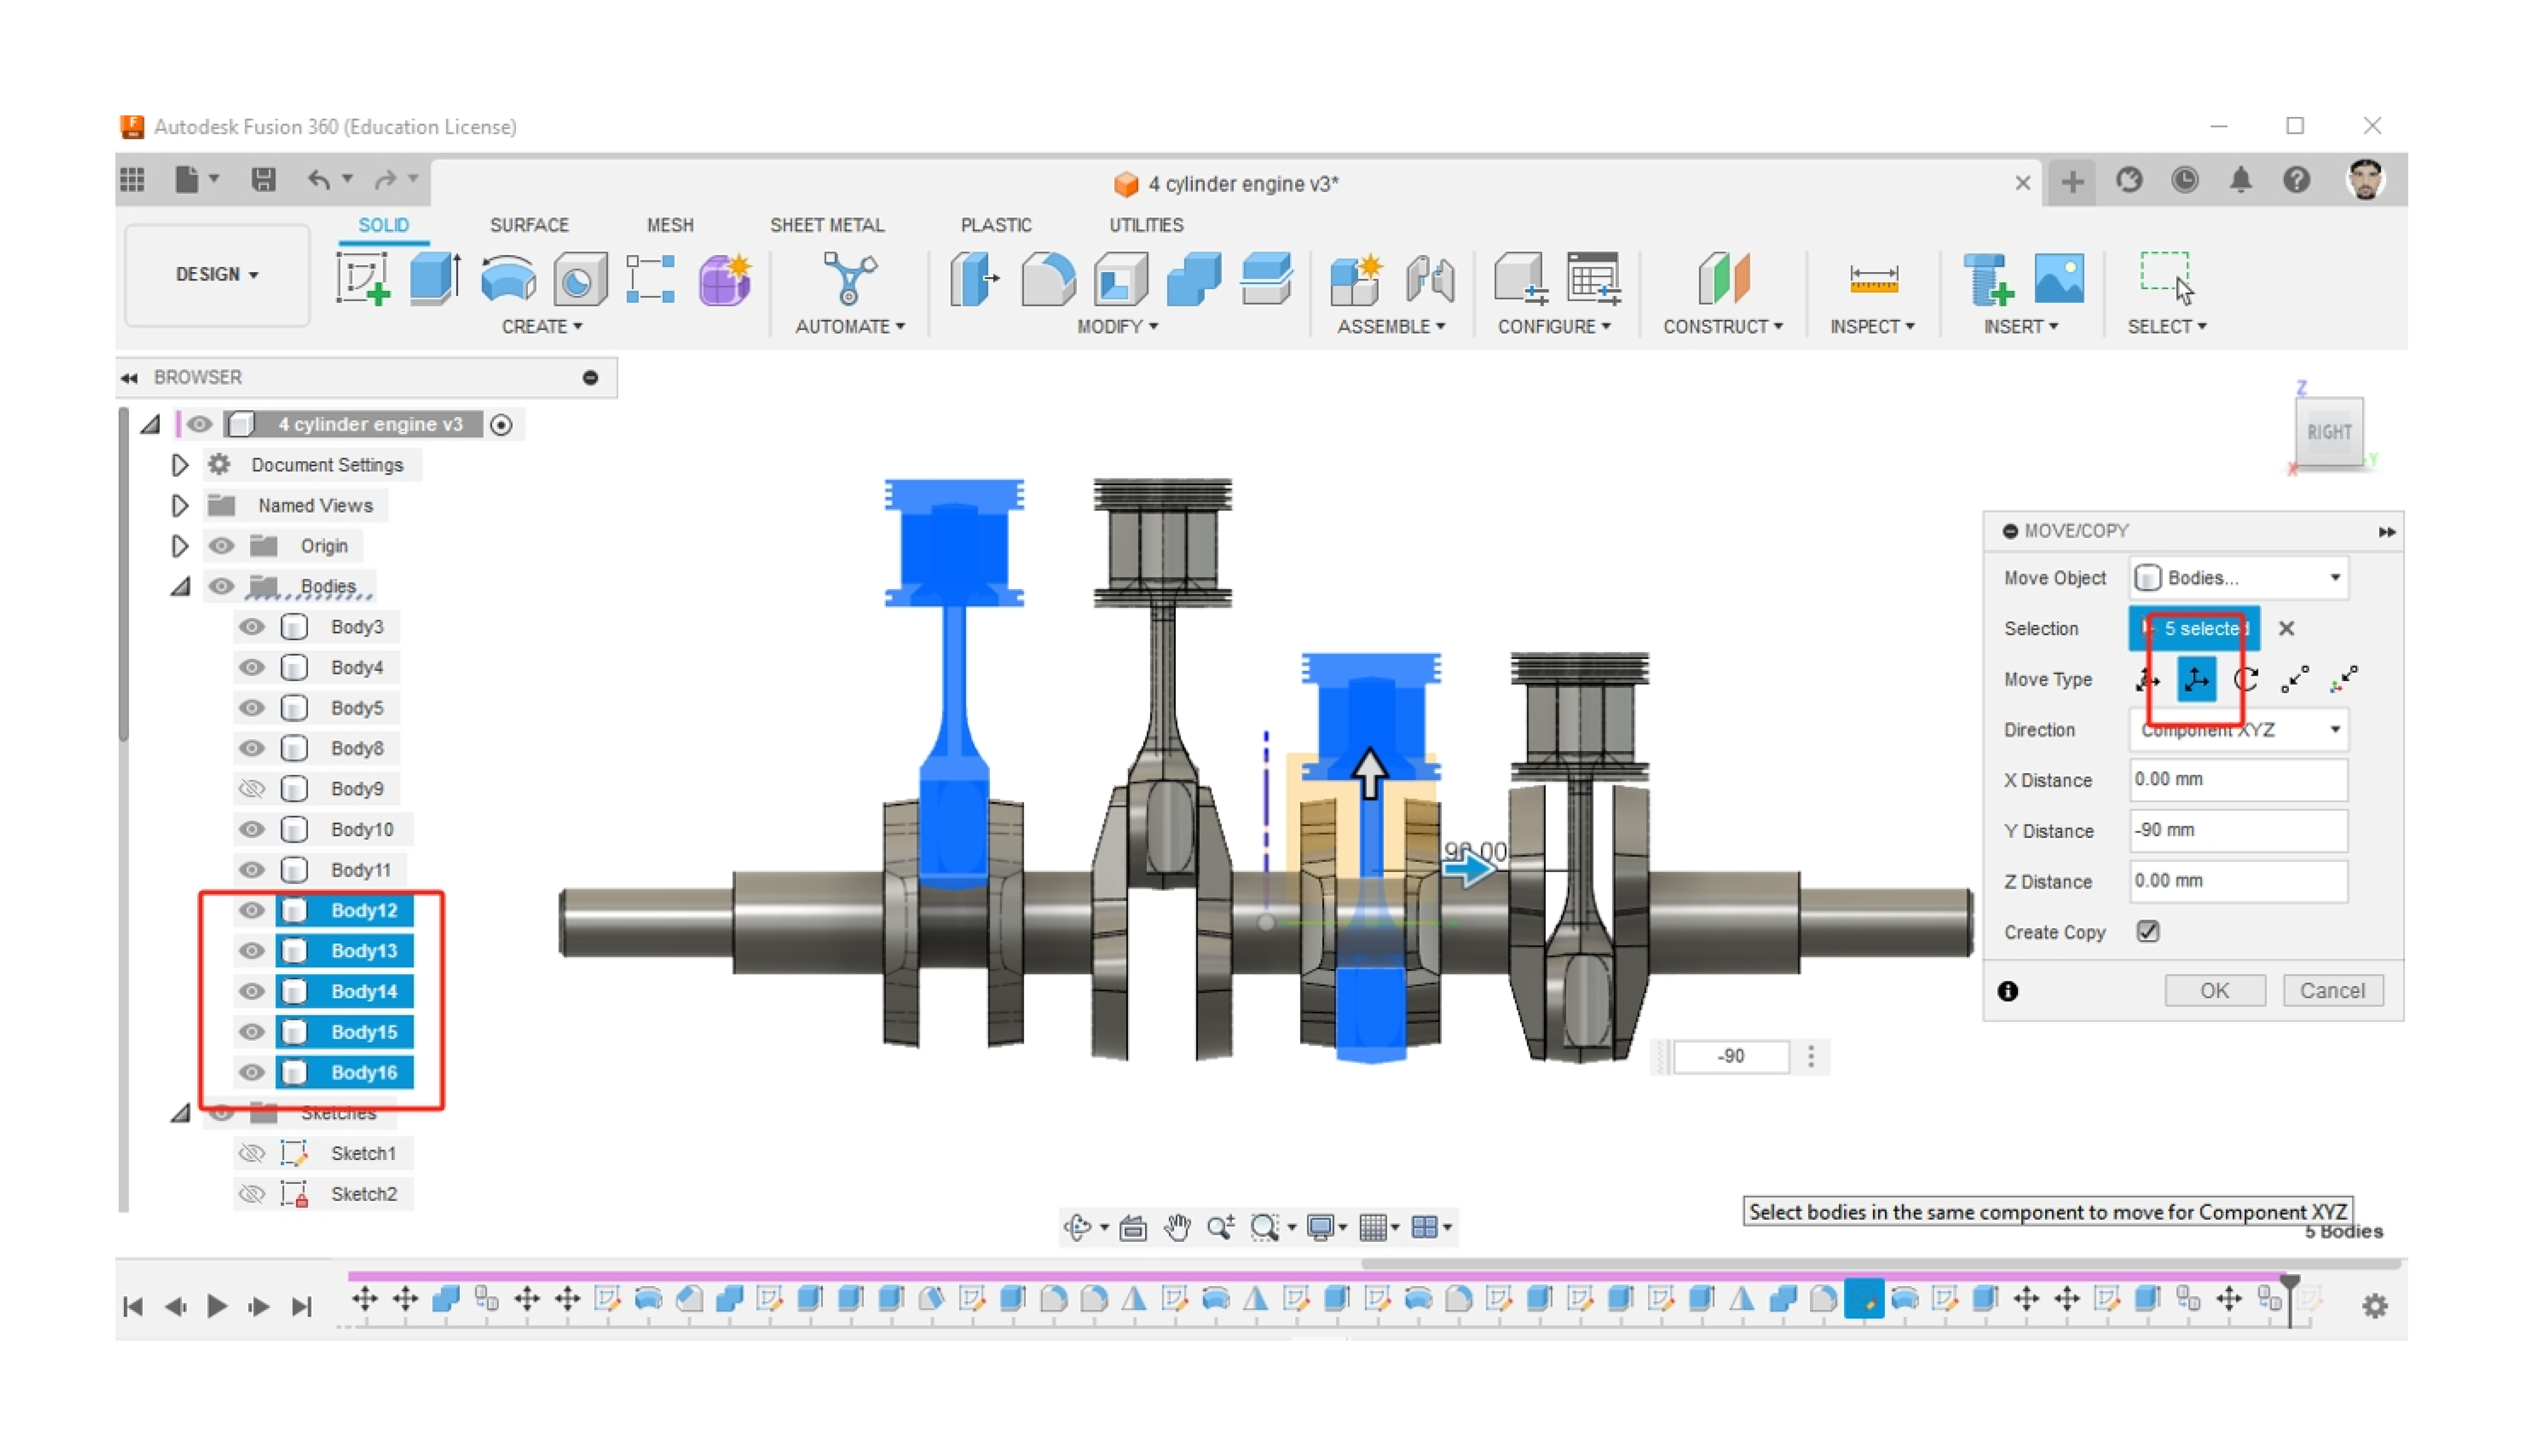 Autodesk Fusion 360 (Education License)
4 cylinder engine v3*
SOLID SURFACE MESH SHEET METAL PLASTIC UTILITIES
DESIGN
CREATE AUTOMATE MODIFY ASSEMBLE CONFIGURE CONSTRUCT INSPECT INSERT SELECT
BROWSER
4 cylinder engine v3
Document Settings
Named Views
Origin
Bodies
Body3
Body4
Body5
Body8
Body9
Body10
Body11
Body12
Body13
Body14
Body15
Body16
Sketches
Sketch1
Sketch2
Z
RIGHT
X
Y
MOVE/COPY
Move Object Bodies...
Selection 5 selected
Move Type
Direction Component XYZ
X Distance 0.00 mm
Y Distance -90 mm
Z Distance 0.00 mm
Create Copy
OK Cancel
90.00
-90
Select bodies in the same component to move for Component XYZ
5 Bodies